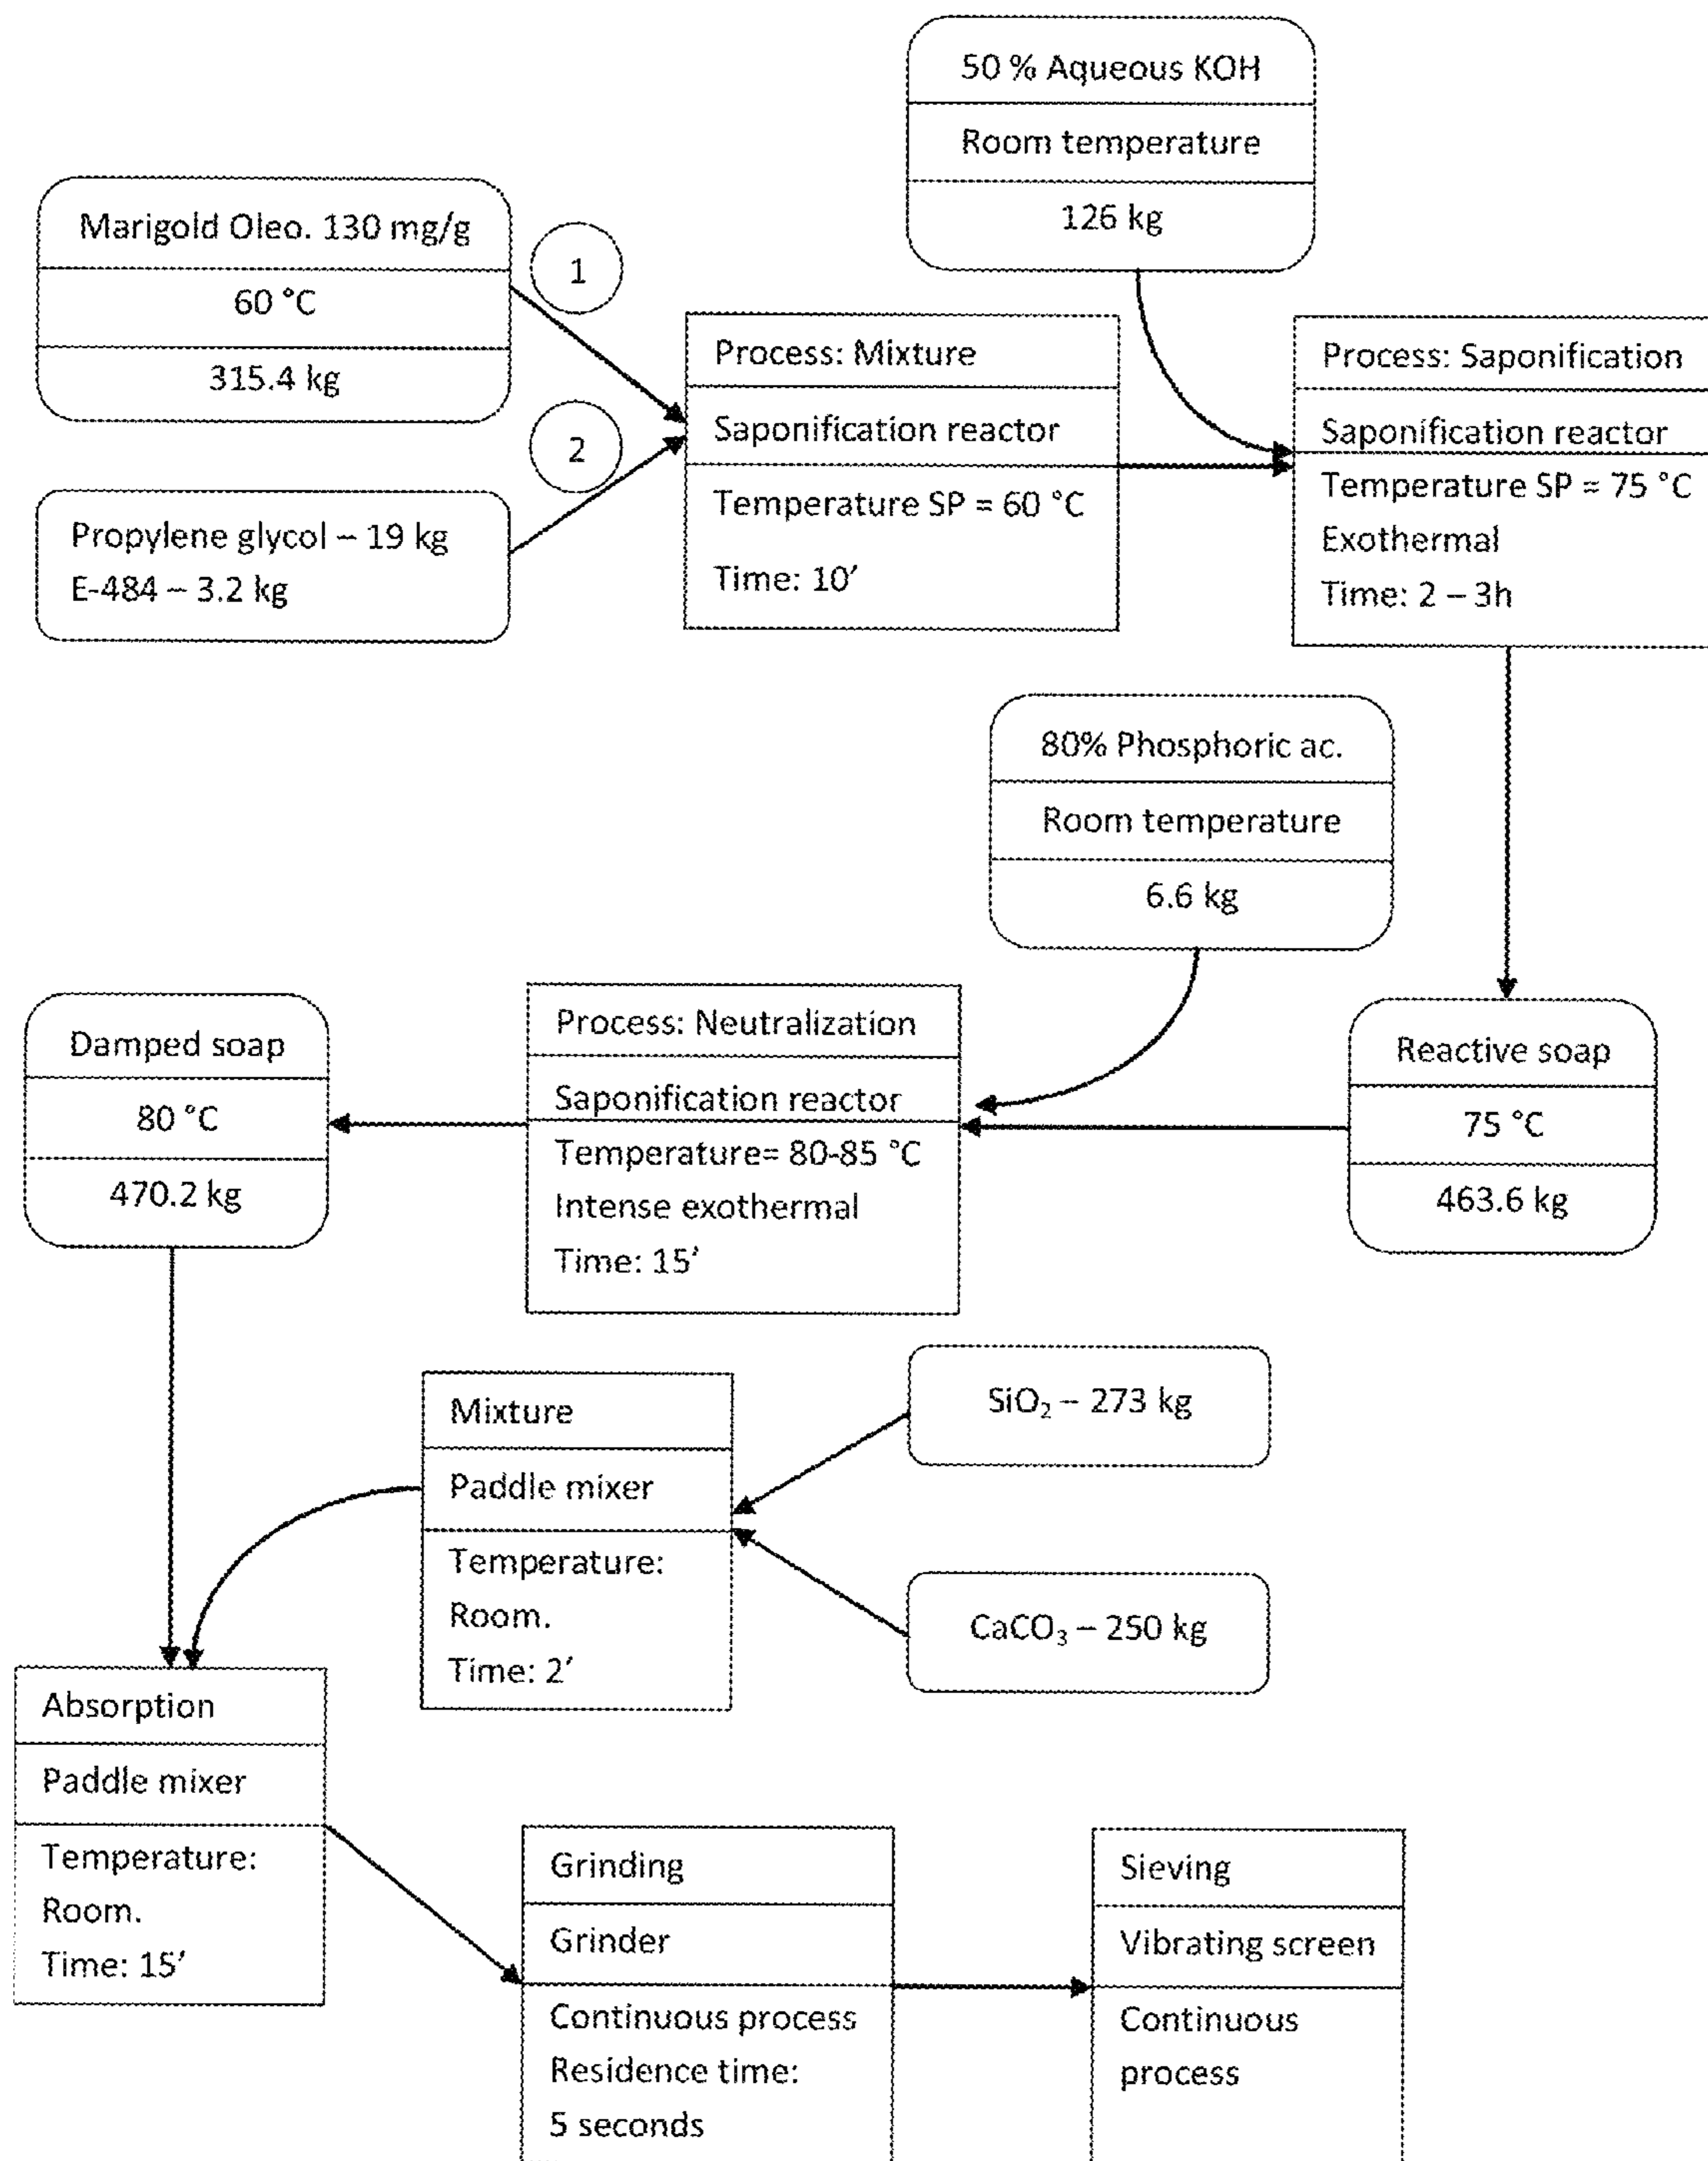 50 % Aqueous KOH
Room temperature
126 kg
Marigold Oleo. 130 mg/g
60 °C
315.4 kg
1
2
Propylene glycol – 19 kg
E-484 – 3.2 kg
Process: Mixture
Saponification reactor
Temperature SP = 60 °C
Time: 10′
Process: Saponification
Saponification reactor
Temperature SP = 75 °C
Exothermal
Time: 2 – 3h
80% Phosphoric ac.
Room temperature
6.6 kg
Reactive soap
75 °C
463.6 kg
Process: Neutralization
Saponification reactor
Temperature= 80-85 °C
Intense exothermal
Time: 15′
Damped soap
80 °C
470.2 kg
SiO₂ – 273 kg
CaCO₃ – 250 kg
Mixture
Paddle mixer
Temperature:
Room.
Time: 2′
Absorption
Paddle mixer
Temperature:
Room.
Time: 15′
Grinding
Grinder
Continuous process
Residence time:
5 seconds
Sieving
Vibrating screen
Continuous
process